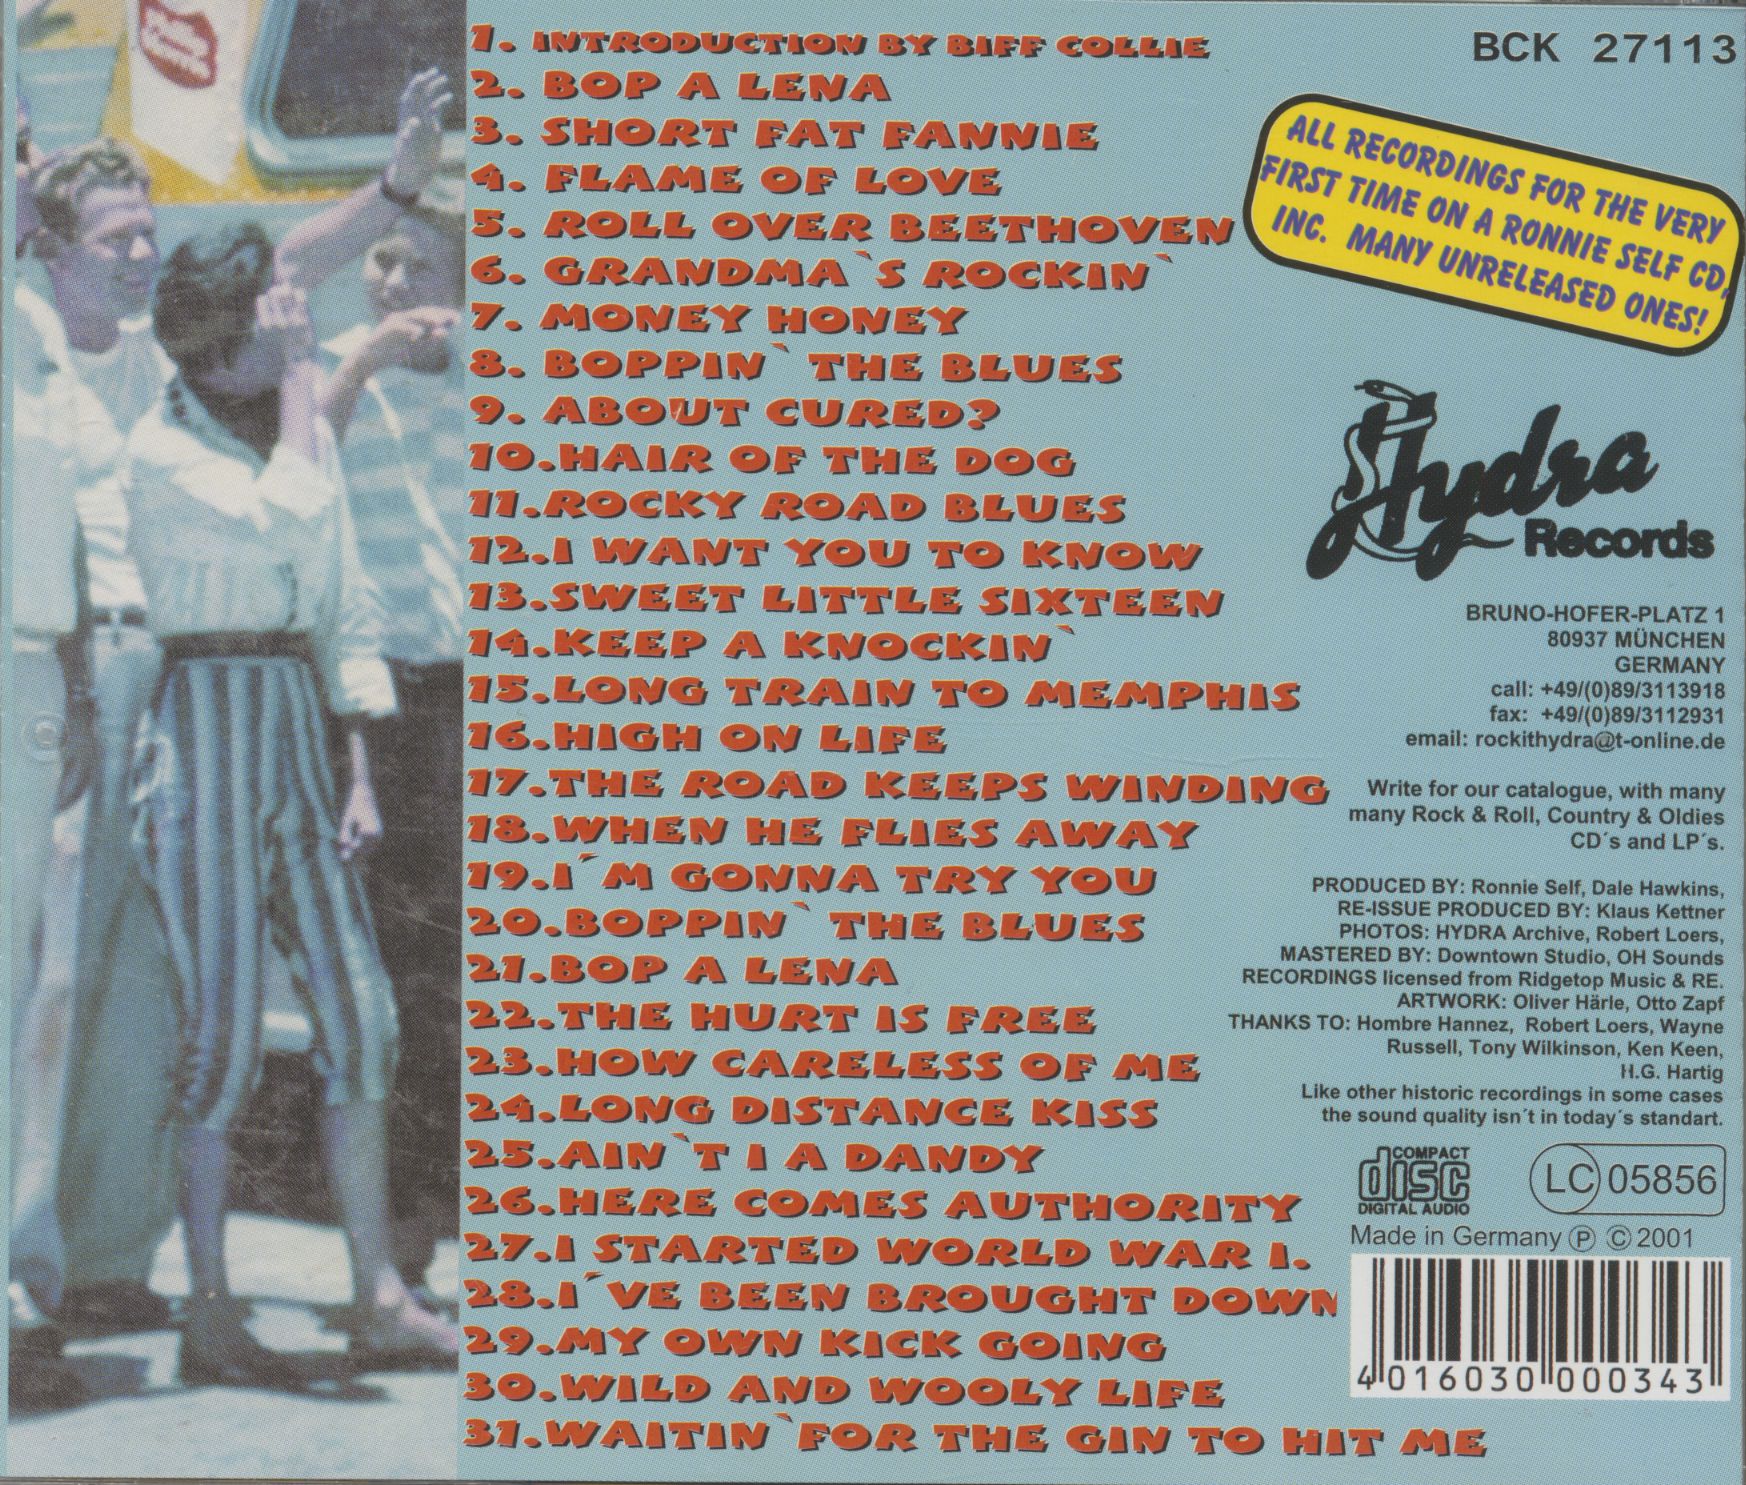 1. INTRODUCTION BY BIFF COLLIE
2. BOP A LENA
3. SHORT FAT FANNIE
4. FLAME OF LOVE
5. ROLL OVER BEETHOVEN
6. GRANDMA`S ROCKIN`
7. MONEY HONEY
8. BOPPIN` THE BLUES
9. ABOUT CURED?
10.HAIR OF THE DOG
11.ROCKY ROAD BLUES
12.I WANT YOU TO KNOW
13.SWEET LITTLE SIXTEEN
14.KEEP A KNOCKIN`
15.LONG TRAIN TO MEMPHIS
16.HIGH ON LIFE
17.THE ROAD KEEPS WINDING
18.WHEN HE FLIES AWAY
19.I´M GONNA TRY YOU
20.BOPPIN` THE BLUES
21.BOP A LENA
22.THE HURT IS FREE
23.HOW CARELESS OF ME
24.LONG DISTANCE KISS
25.AIN`T I A DANDY
26.HERE COMES AUTHORITY
27.I STARTED WORLD WAR I.
28.I´VE BEEN BROUGHT DOWN
29.MY OWN KICK GOING
30.WILD AND WOOLY LIFE
31.WAITIN`FOR THE GIN TO HIT ME
BCK 27113
ALL RECORDINGS FOR THE VERY
FIRST TIME ON A RONNIE SELF CD,
INC. MANY UNRELEASED ONES!
Hydra
Records
BRUNO-HOFER-PLATZ 1
80937 MÜNCHEN
GERMANY
call: +49/(0)89/3113918
fax: +49/(0)89/3112931
email: rockithydra@t-online.de
Write for our catalogue, with many
many Rock & Roll, Country & Oldies
CD´s and LP´s.
PRODUCED BY: Ronnie Self, Dale Hawkins,
RE-ISSUE PRODUCED BY: Klaus Kettner
PHOTOS: HYDRA Archive, Robert Loers,
MASTERED BY: Downtown Studio, OH Sounds
RECORDINGS licensed from Ridgetop Music & RE.
ARTWORK: Oliver Härle, Otto Zapf
THANKS TO: Hombre Hannez, Robert Loers, Wayne
Russell, Tony Wilkinson, Ken Keen,
H.G. Hartig
Like other historic recordings in some cases
the sound quality isn´t in today´s standart.
COMPACT
disc
DIGITAL AUDIO
LC 05856
Made in Germany Ⓟ © 2001
4 016030 000343